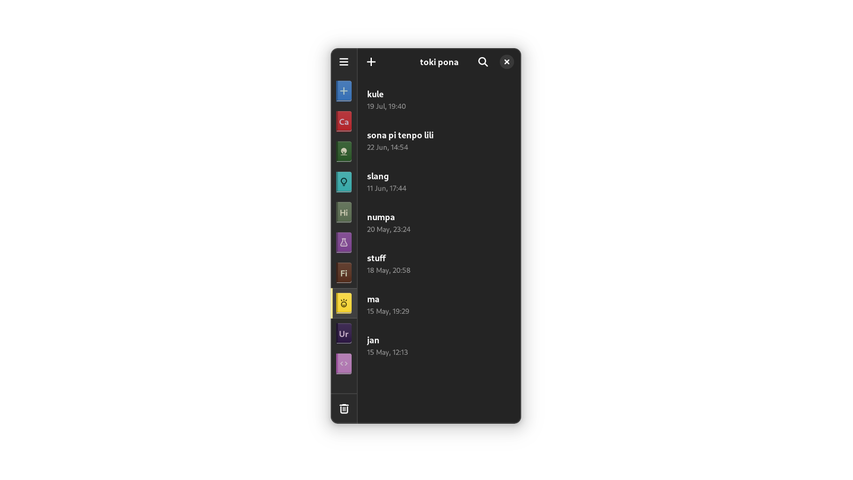 toki pona
kule
19 Jul, 19:40
Ca
sona pi tenpo lili
22 Jun, 14:54
slang
11 Jun, 17:44
Hi
numpa
20 May, 23:24
stuff
18 May, 20:58
Fi
ma
15 May, 19:29
Ur
jan
15 May, 12:13